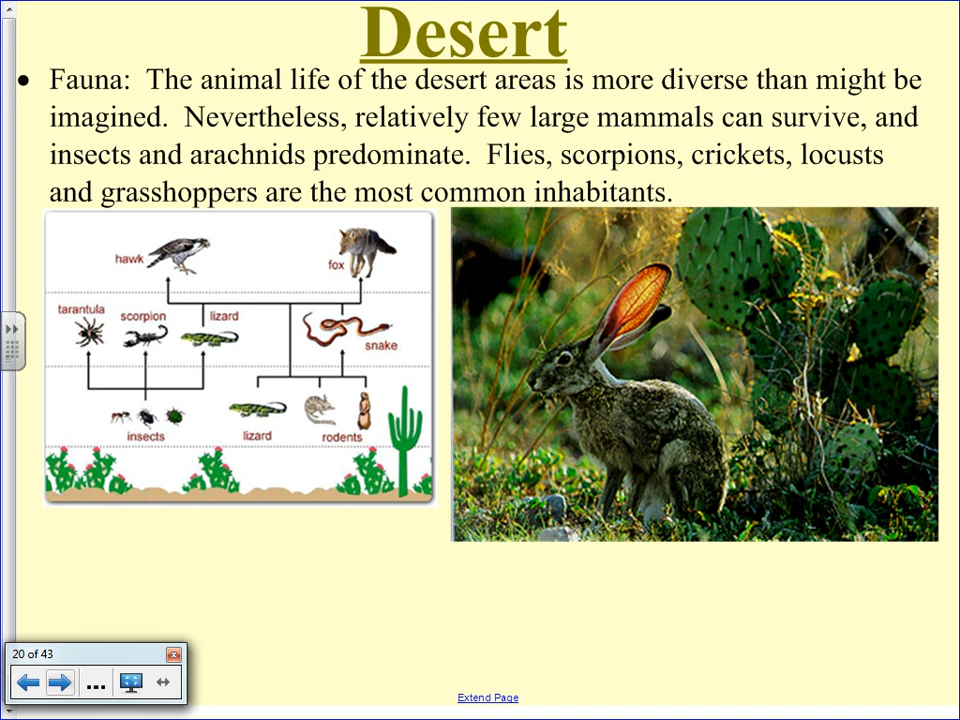 Desert
• Fauna:  The animal life of the desert areas is more diverse than might be
imagined.  Nevertheless, relatively few large mammals can survive, and
insects and arachnids predominate.  Flies, scorpions, crickets, locusts
and grasshoppers are the most common inhabitants.
hawk
fox
tarantula
scorpion
lizard
snake
insects
lizard
rodents
20 of 43
...
Extend Page